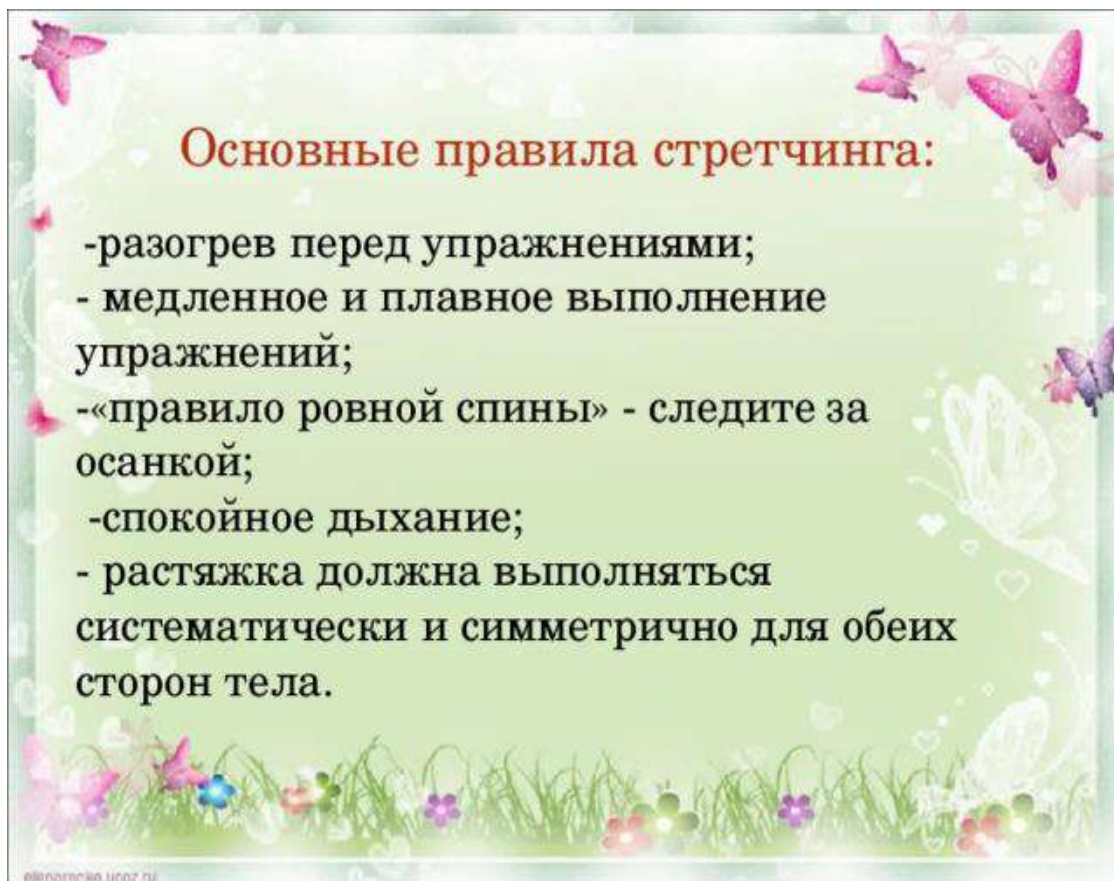 Основные правила стретчинга:
-разогрев перед упражнениями;
- медленное и плавное выполнение
упражнений;
-«правило ровной спины» - следите за
осанкой;
-спокойное дыхание;
- растяжка должна выполняться
систематически и симметрично для обеих
сторон тела.